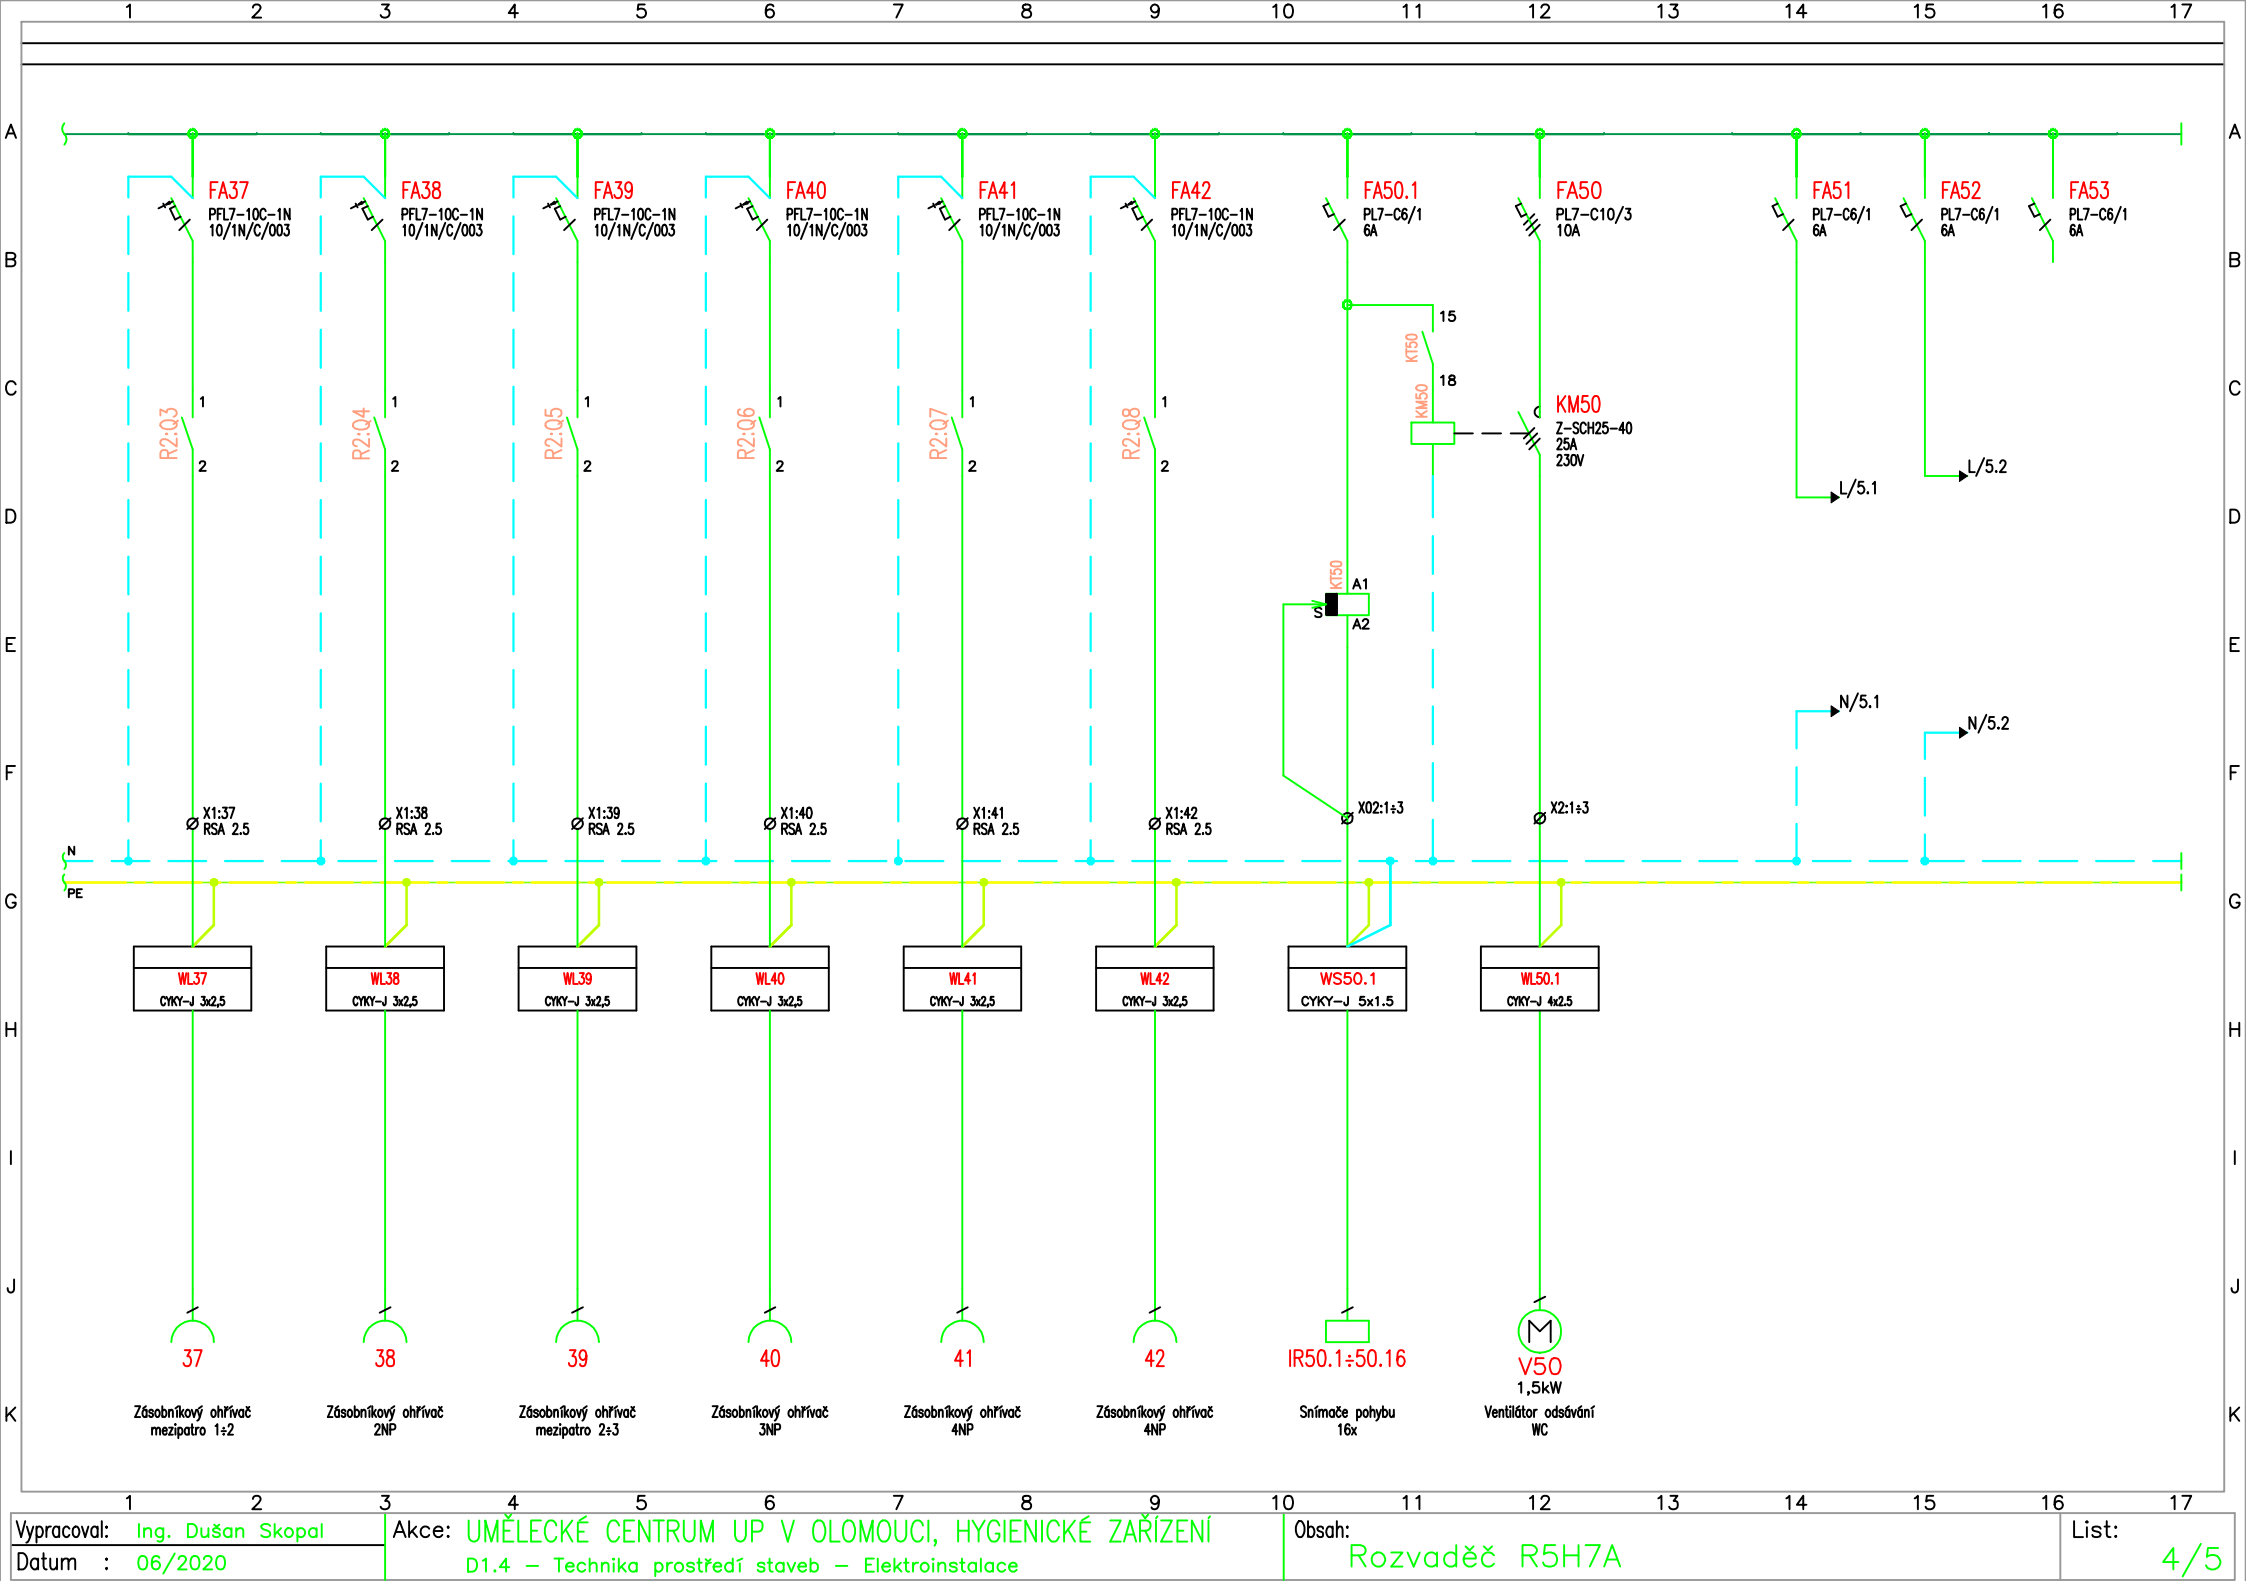 1 2 3 4 5 6 7 8 9 10 11 12 13 14 15 16 17
A A
FA37 FA38 FA39 FA40 FA41 FA42 FA50.1 FA50 FA51 FA52 FA53
PFL7-10C-1N PFL7-10C-1N PFL7-10C-1N PFL7-10C-1N PFL7-10C-1N PFL7-10C-1N PL7-C6/1 PL7-C10/3 PL7-C6/1 PL7-C6/1 PL7-C6/1
10/1N/C/003 10/1N/C/003 10/1N/C/003 10/1N/C/003 10/1N/C/003 10/1N/C/003 6A 10A 6A 6A 6A
B B
15
KT50
18
C C
KM50 KM50
1 1 1 1 1 1
R2:Q3 R2:Q4 R2:Q5 R2:Q6 R2:Q7 R2:Q8
Z-SCH25-40
25A
230V
2 2 2 2 2 2
L/5.2
L/5.1
D D
KT50
A1
S
A2
E E
N/5.1
N/5.2
F F
X1:37 X1:38 X1:39 X1:40 X1:41 X1:42 X02:1÷3 X2:1÷3
RSA 2.5 RSA 2.5 RSA 2.5 RSA 2.5 RSA 2.5 RSA 2.5
N
PE
G G
WL37 WL38 WL39 WL40 WL41 WL42 WS50.1 WL50.1
CYKY-J 3x2,5 CYKY-J 3x2,5 CYKY-J 3x2,5 CYKY-J 3x2,5 CYKY-J 3x2,5 CYKY-J 3x2,5 CYKY-J 5x1.5 CYKY-J 4x2.5
H H
I I
J J
M
37 38 39 40 41 42 IR50.1÷50.16 V50
1,5kW
K K
Zásobníkový ohřívač Zásobníkový ohřívač Zásobníkový ohřívač Zásobníkový ohřívač Zásobníkový ohřívač Zásobníkový ohřívač Snímače pohybu Ventilátor odsávání
mezipatro 1÷2 2NP mezipatro 2÷3 3NP 4NP 4NP 16x WC
1 2 3 4 5 6 7 8 9 10 11 12 13 14 15 16 17
Vypracoval: Ing. Dušan Skopal
Datum : 06/2020
Akce: UMĚLECKÉ CENTRUM UP V OLOMOUCI, HYGIENICKÉ ZAŘÍZENÍ
D1.4 - Technika prostředí staveb - Elektroinstalace
Obsah:
Rozvaděč R5H7A
List:
4/5